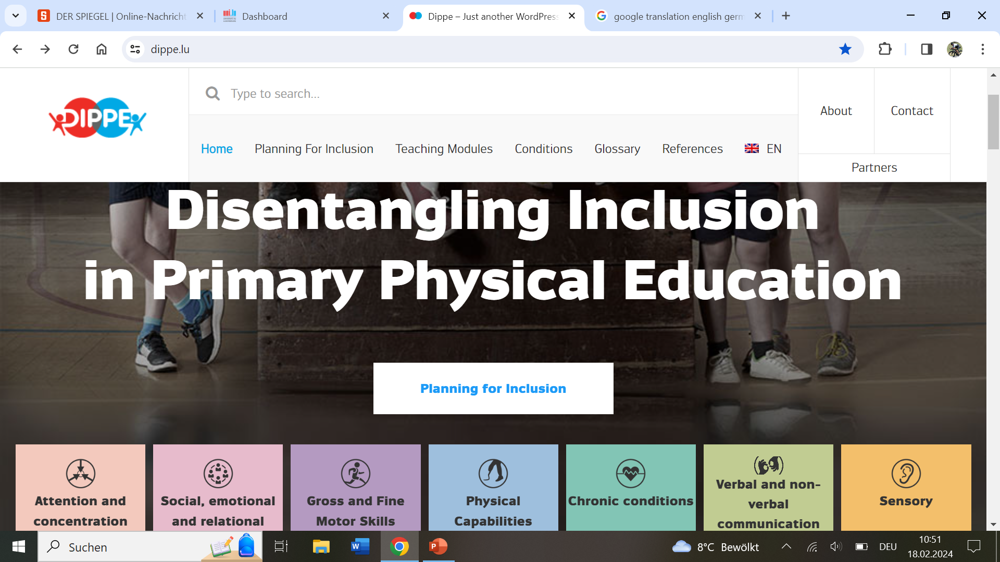 DER SPIEGEL | Online-Nachricht
Dashboard
Dippe – Just another WordPress
google translation english germ
dippe.lu
DIPPE
Type to search...
About
Contact
Home
Planning For Inclusion
Teaching Modules
Conditions
Glossary
References
EN
Partners
Disentangling Inclusion
in Primary Physical Education
Planning for Inclusion
Attention and
concentration
Social, emotional
and relational
Gross and Fine
Motor Skills
Physical
Capabilities
Chronic conditions
Verbal and non-
verbal
communication
Sensory
Suchen
8°C Bewölkt
DEU
10:51
18.02.2024